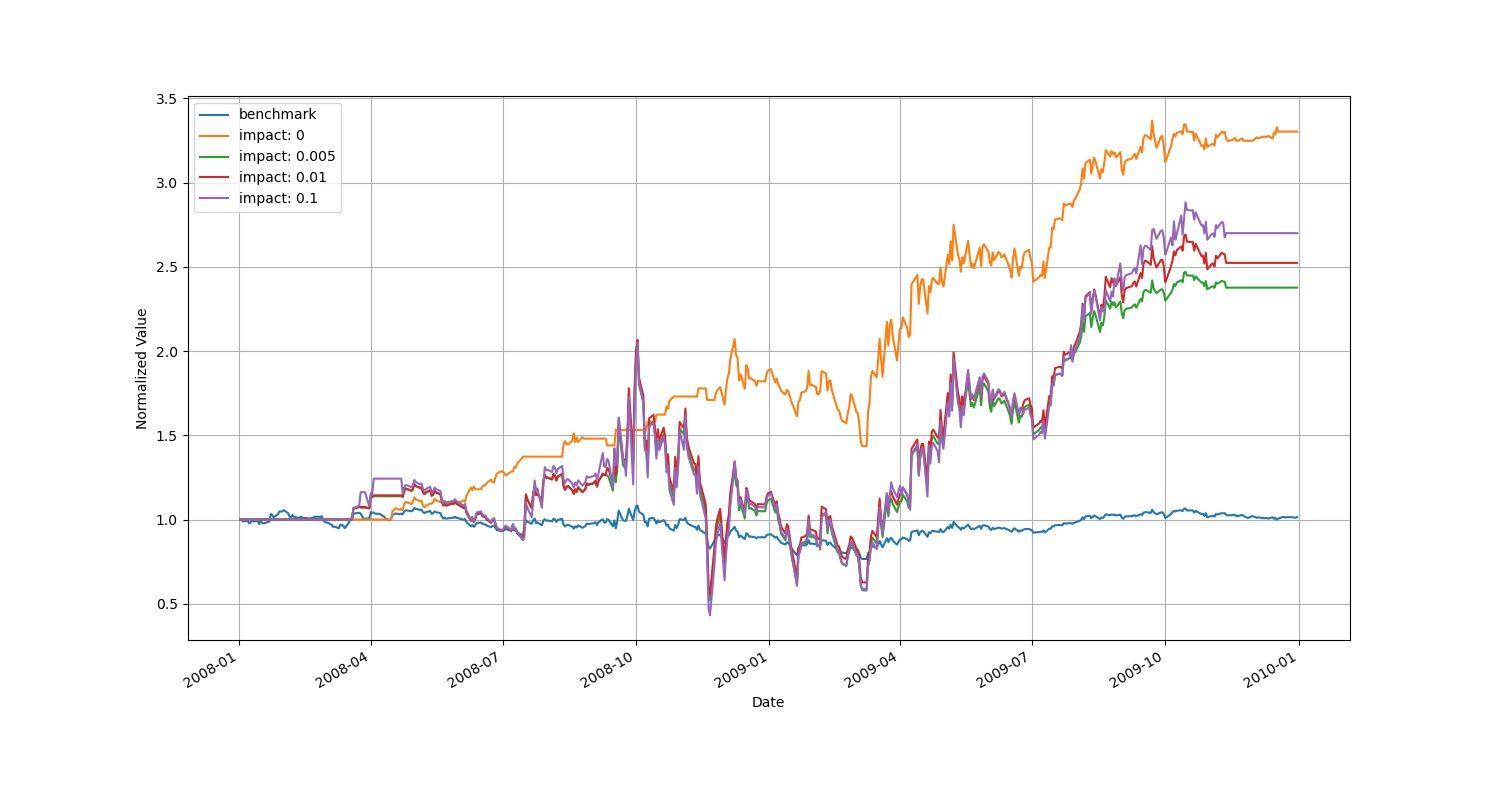 3.5
3.0
2.5
2.0
1.5
1.0
0.5
Normalized Value
benchmark
impact: 0
impact: 0.005
impact: 0.01
impact: 0.1
2008-01
2008-04
2008-07
2008-10
2009-01
2009-04
2009-07
2009-10
2010-01
Date